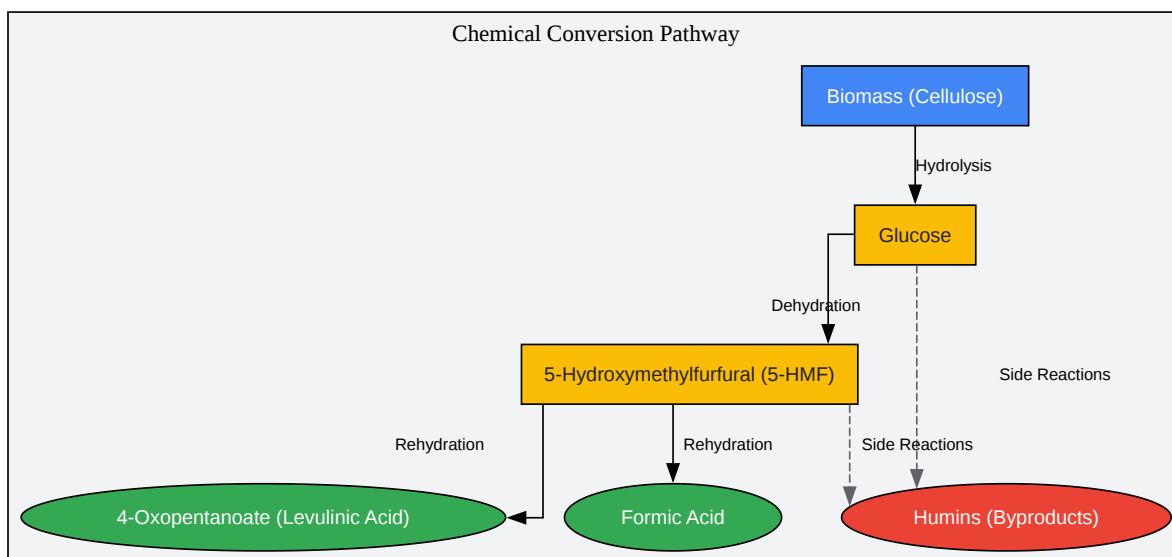 Chemical Conversion Pathway
Biomass (Cellulose)
Hydrolysis
Glucose
Dehydration
5-Hydroxymethylfurfural (5-HMF)
Side Reactions
Rehydration
Rehydration
Side Reactions
4-Oxopentanoate (Levulinic Acid)
Formic Acid
Humins (Byproducts)